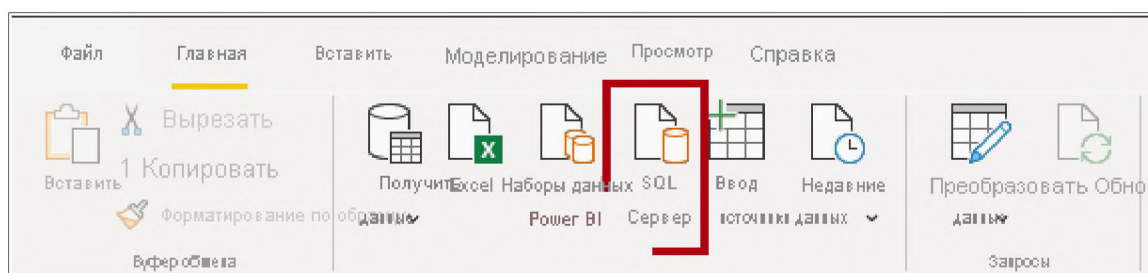 Файл Главная Вставить Моделирование Просмотр Справка
Вырезать
1 Копировать
Вставить Получить Excel Наборы данных SQL Ввод Недавние Преобразовать Обно
Форматирование по образцу данные Power BI Сервер источники данных данные
Буфер обмена Запросы